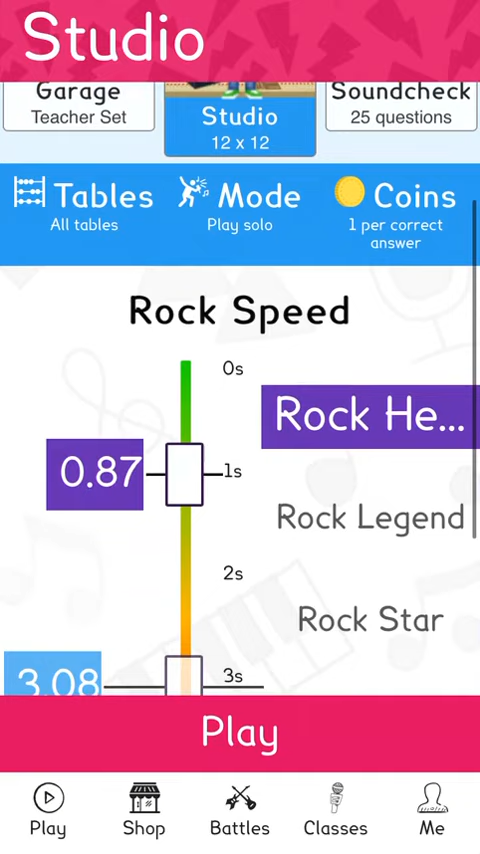 Studio
Garage
Teacher Set
Studio
12 x 12
Soundcheck
25 questions
Tables
All tables
Mode
Play solo
Coins
1 per correct
answer
Rock Speed
0s
Rock He...
0.87
1s
Rock Legend
2s
Rock Star
3.08
3s
Play
Play
Shop
Battles
Classes
Me